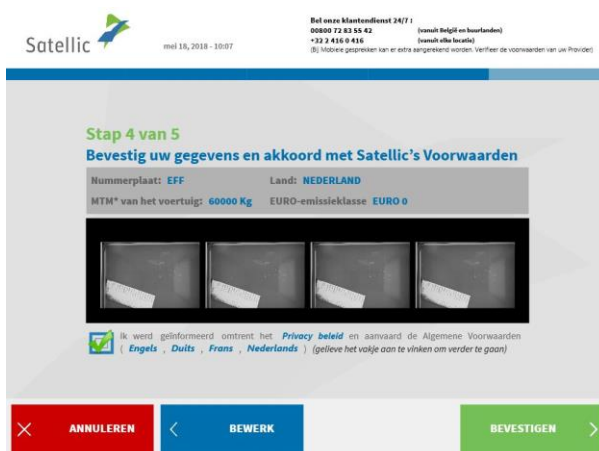 Satellic
mei 18, 2018 - 10:07
Bel onze klantendienst 24/7 :
00800 72 83 55 42 (vanuit België en buurlanden)
+32 2 416 0 416 (vanuit elke locatie)
(Bij Mobiele gesprekken kan er extra aangerekend worden. Verifieer de voorwaarden van uw Provider)
Stap 4 van 5
Bevestig uw gegevens en akkoord met Satellic's Voorwaarden
Nummerplaat: EFF Land: NEDERLAND
MTM* van het voertuig: 60000 Kg EURO-emissieklasse EURO 0
Ik werd geïnformeerd omtrent het Privacy beleid en aanvaard de Algemene Voorwaarden
( Engels , Duits , Frans , Nederlands ) (gelieve het vakje aan te vinken om verder te gaan)
ANNULEREN
BEWERK
BEVESTIGEN